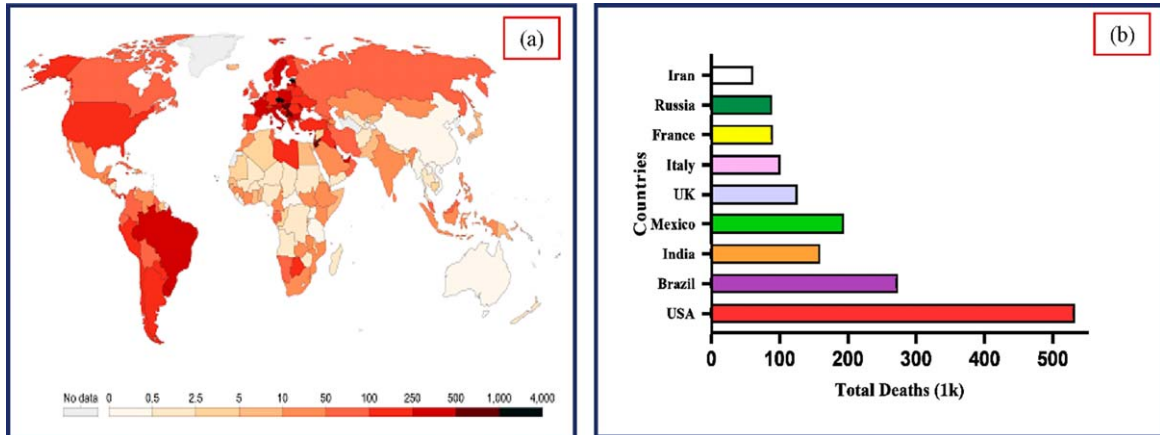 (a)
No data 0 0,5 2.5 5 10 50 100 250 500 1,000 4,000
(b)
Countries
Iran
Russia
France
Italy
UK
Mexico
India
Brazil
USA
0 100 200 300 400 500
Total Deaths (1k)